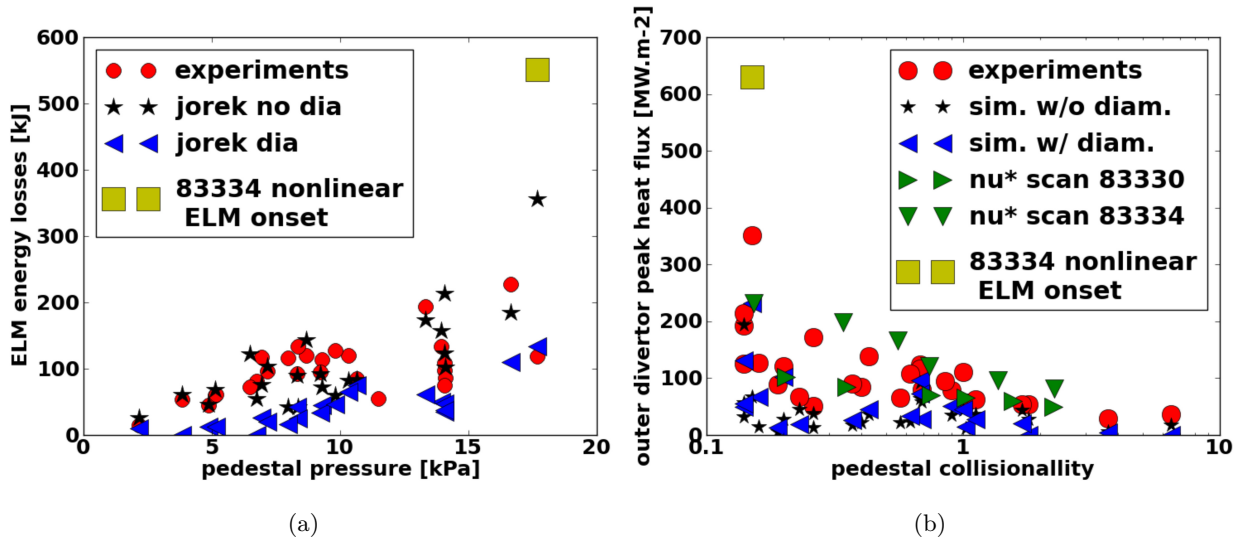 600
500
400
300
200
100
0
0
5
10
15
20
ELM energy losses [kJ]
pedestal pressure [kPa]
experiments
jorek no dia
jorek dia
83334 nonlinear
ELM onset
(a)
700
600
500
400
300
200
100
0
0.1
1
10
outer divertor peak heat flux [MW.m-2]
pedestal collisionallity
experiments
sim. w/o diam.
sim. w/ diam.
nu* scan 83330
nu* scan 83334
83334 nonlinear
ELM onset
(b)